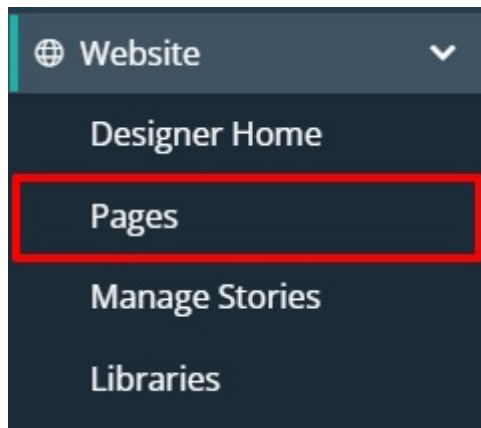 Website
Designer Home
Pages
Manage Stories
Libraries